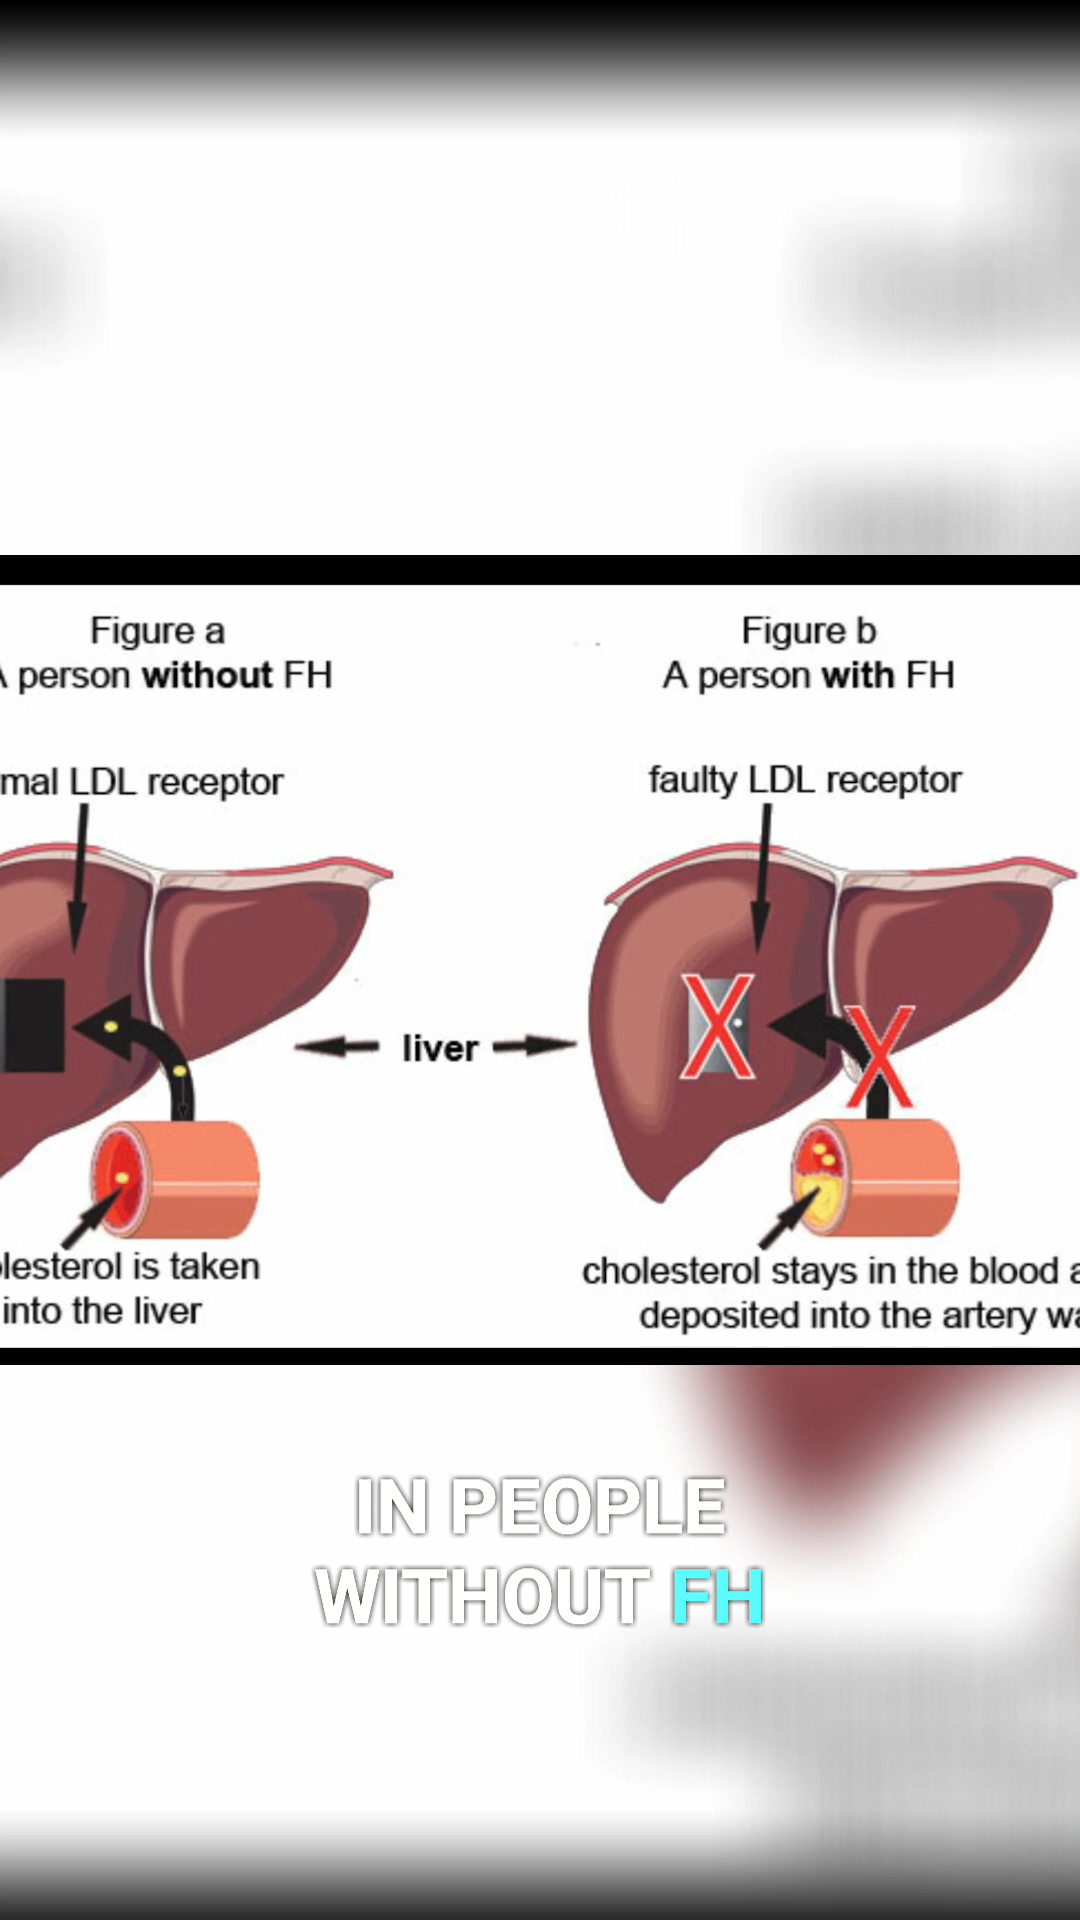 Figure a
A person without FH
mal LDL receptor
Figure b
A person with FH
faulty LDL receptor
liver
lesterol is taken
into the liver
cholesterol stays in the blood a
deposited into the artery wa
IN PEOPLE
WITHOUT FH